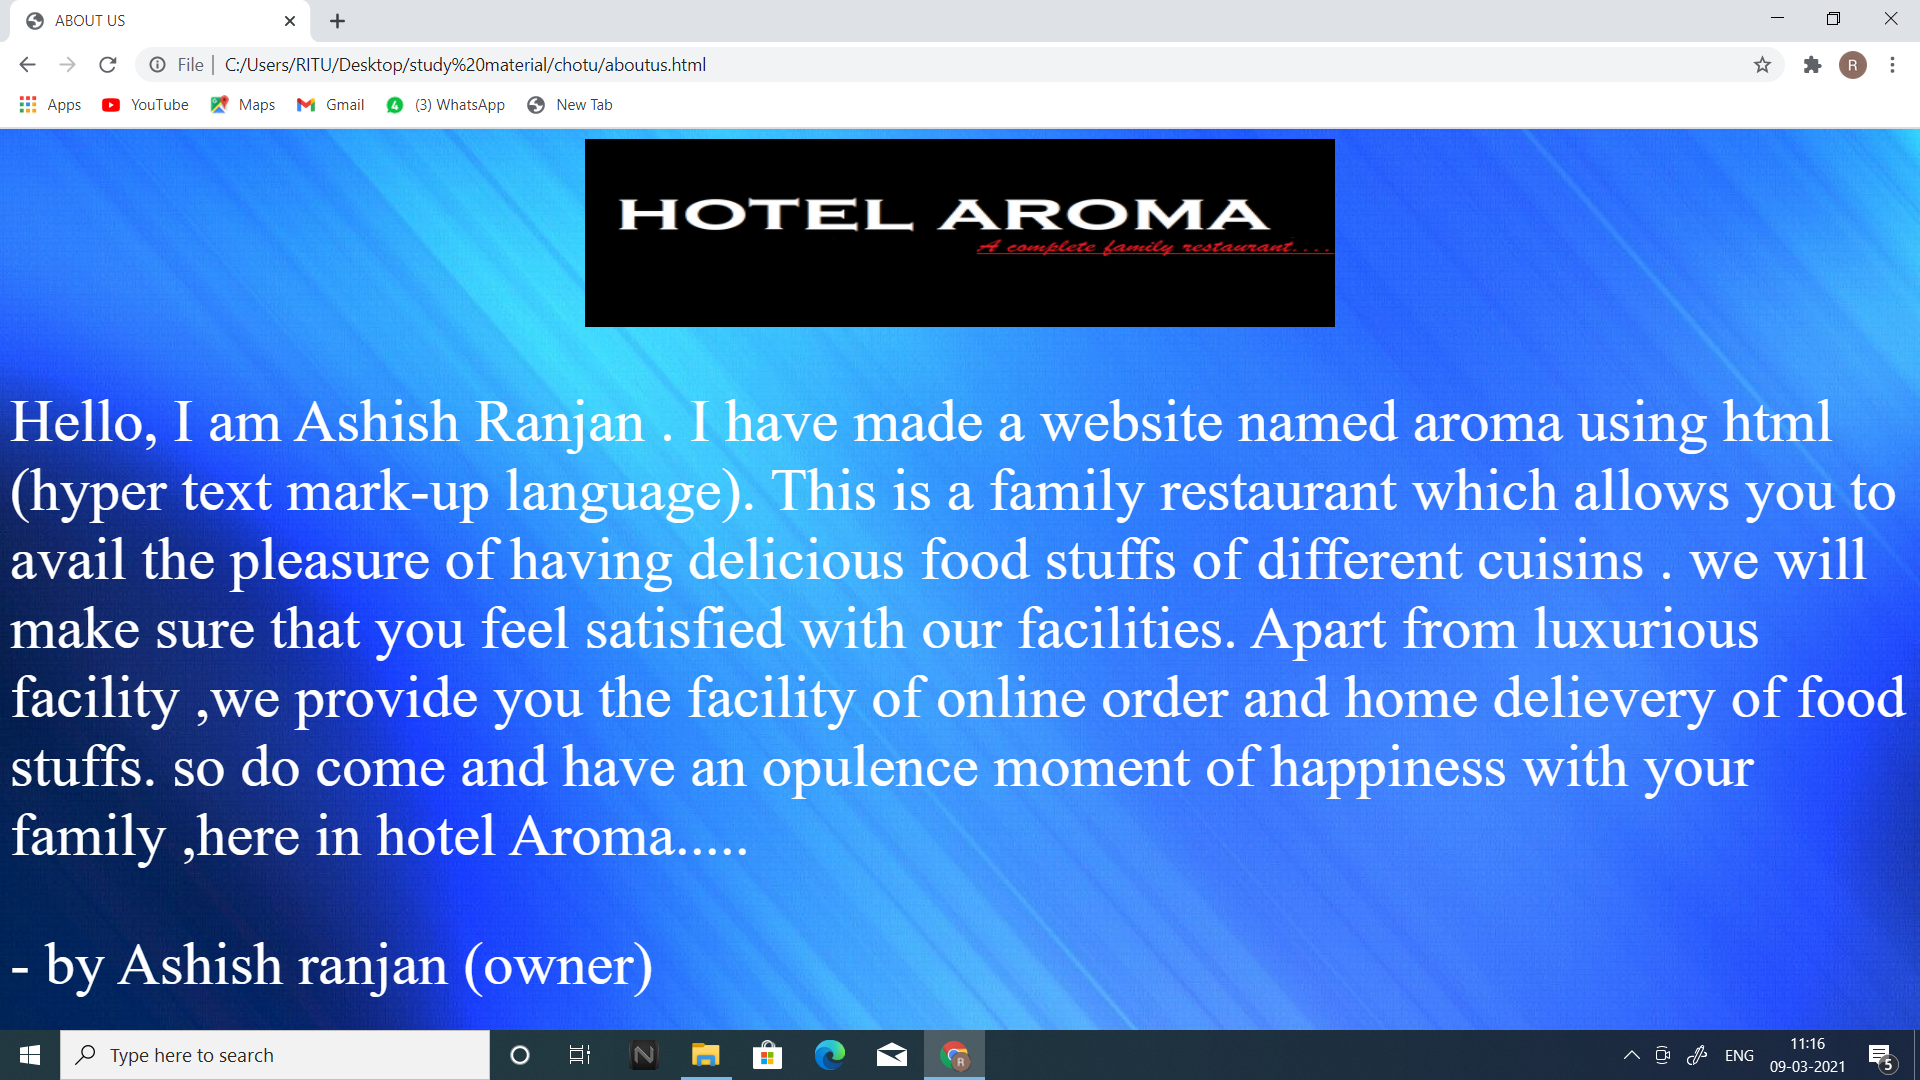 ABOUT US
File | C:/Users/RITU/Desktop/study%20material/chotu/aboutus.html
R
Apps YouTube Maps Gmail (3) WhatsApp New Tab
HOTEL AROMA
A complete family restaurant....
Hello, I am Ashish Ranjan . I have made a website named aroma using html
(hyper text mark-up language). This is a family restaurant which allows you to
avail the pleasure of having delicious food stuffs of different cuisins . we will
make sure that you feel satisfied with our facilities. Apart from luxurious
facility ,we provide you the facility of online order and home delievery of food
stuffs. so do come and have an opulence moment of happiness with your
family ,here in hotel Aroma.....
- by Ashish ranjan (owner)
Type here to search
N
R
ENG
11:16
09-03-2021
5